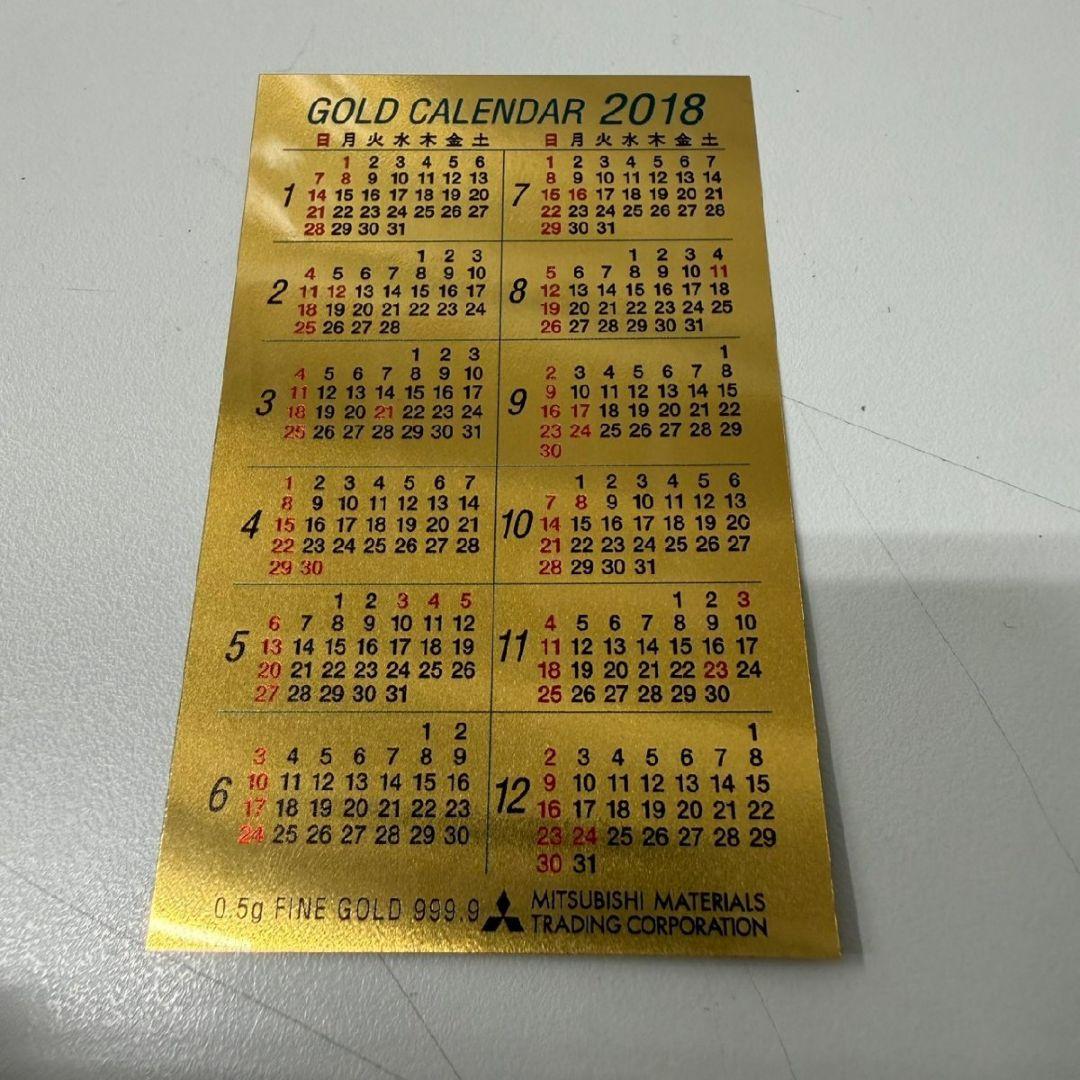 GOLD CALENDAR 2018
日 月 火 水 木 金 土
1
1 2 3 4 5 6
7 8 9 10 11 12 13
14 15 16 17 18 19 20
21 22 23 24 25 26 27
28 29 30 31
2
1 2 3
4 5 6 7 8 9 10
11 12 13 14 15 16 17
18 19 20 21 22 23 24
25 26 27 28
3
1 2 3
4 5 6 7 8 9 10
11 12 13 14 15 16 17
18 19 20 21 22 23 24
25 26 27 28 29 30 31
4
1 2 3 4 5 6 7
8 9 10 11 12 13 14
15 16 17 18 19 20 21
22 23 24 25 26 27 28
29 30
5
1 2 3 4 5
6 7 8 9 10 11 12
13 14 15 16 17 18 19
20 21 22 23 24 25 26
27 28 29 30 31
6
1 2
3 4 5 6 7 8 9
10 11 12 13 14 15 16
17 18 19 20 21 22 23
24 25 26 27 28 29 30
日 月 火 水 木 金 土
7
1 2 3 4 5 6 7
8 9 10 11 12 13 14
15 16 17 18 19 20 21
22 23 24 25 26 27 28
29 30 31
8
1 2 3 4
5 6 7 8 9 10 11
12 13 14 15 16 17 18
19 20 21 22 23 24 25
26 27 28 29 30 31
9
1
2 3 4 5 6 7 8
9 10 11 12 13 14 15
16 17 18 19 20 21 22
23 24 25 26 27 28 29
30
10
1 2 3 4 5 6
7 8 9 10 11 12 13
14 15 16 17 18 19 20
21 22 23 24 25 26 27
28 29 30 31
11
1 2 3
4 5 6 7 8 9 10
11 12 13 14 15 16 17
18 19 20 21 22 23 24
25 26 27 28 29 30
12
1
2 3 4 5 6 7 8
9 10 11 12 13 14 15
16 17 18 19 20 21 22
23 24 25 26 27 28 29
30 31
0.5g FINE GOLD 999.9
MITSUBISHI MATERIALS
TRADING CORPORATION